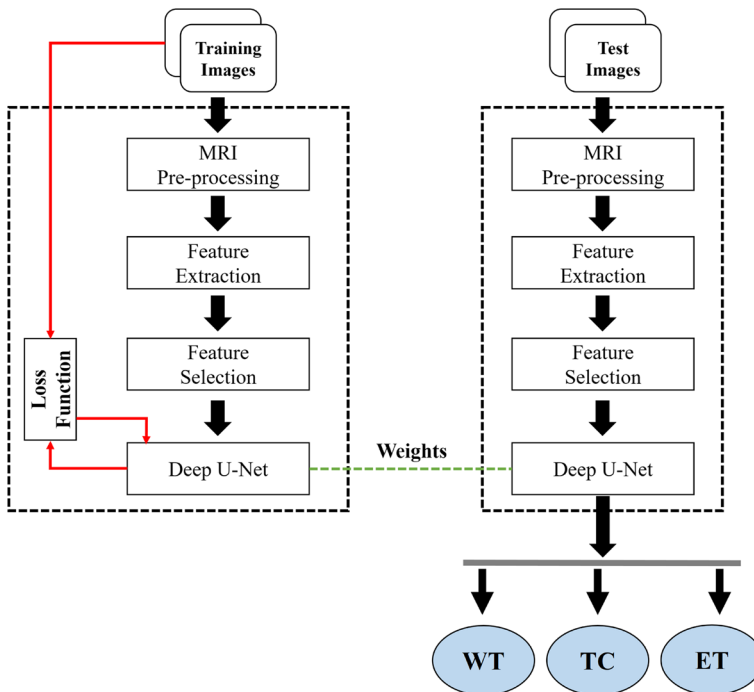 Training
Images
MRI
Pre-processing
Feature
Extraction
Feature
Selection
Loss
Function
Deep U-Net
Weights
Test
Images
MRI
Pre-processing
Feature
Extraction
Feature
Selection
Deep U-Net
WT
TC
ET